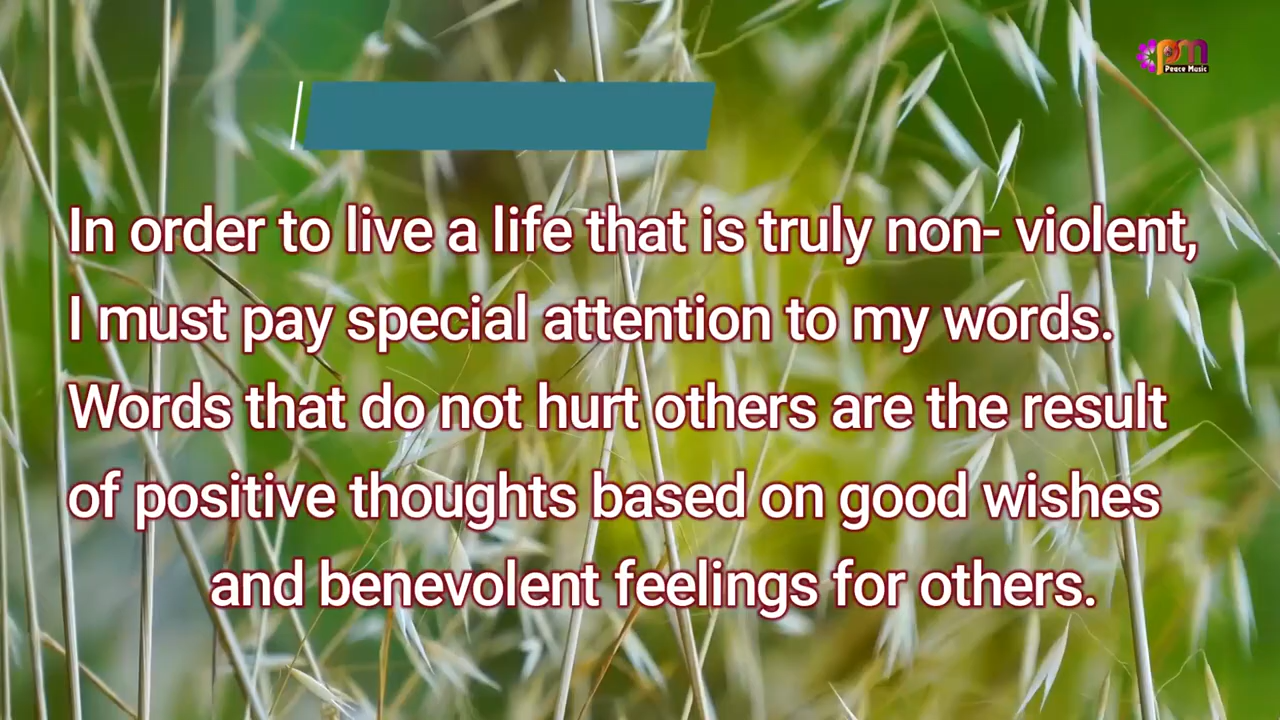 pm
Peace Music
In order to live a life that is truly non- violent,
I must pay special attention to my words.
Words that do not hurt others are the result
of positive thoughts based on good wishes
and benevolent feelings for others.